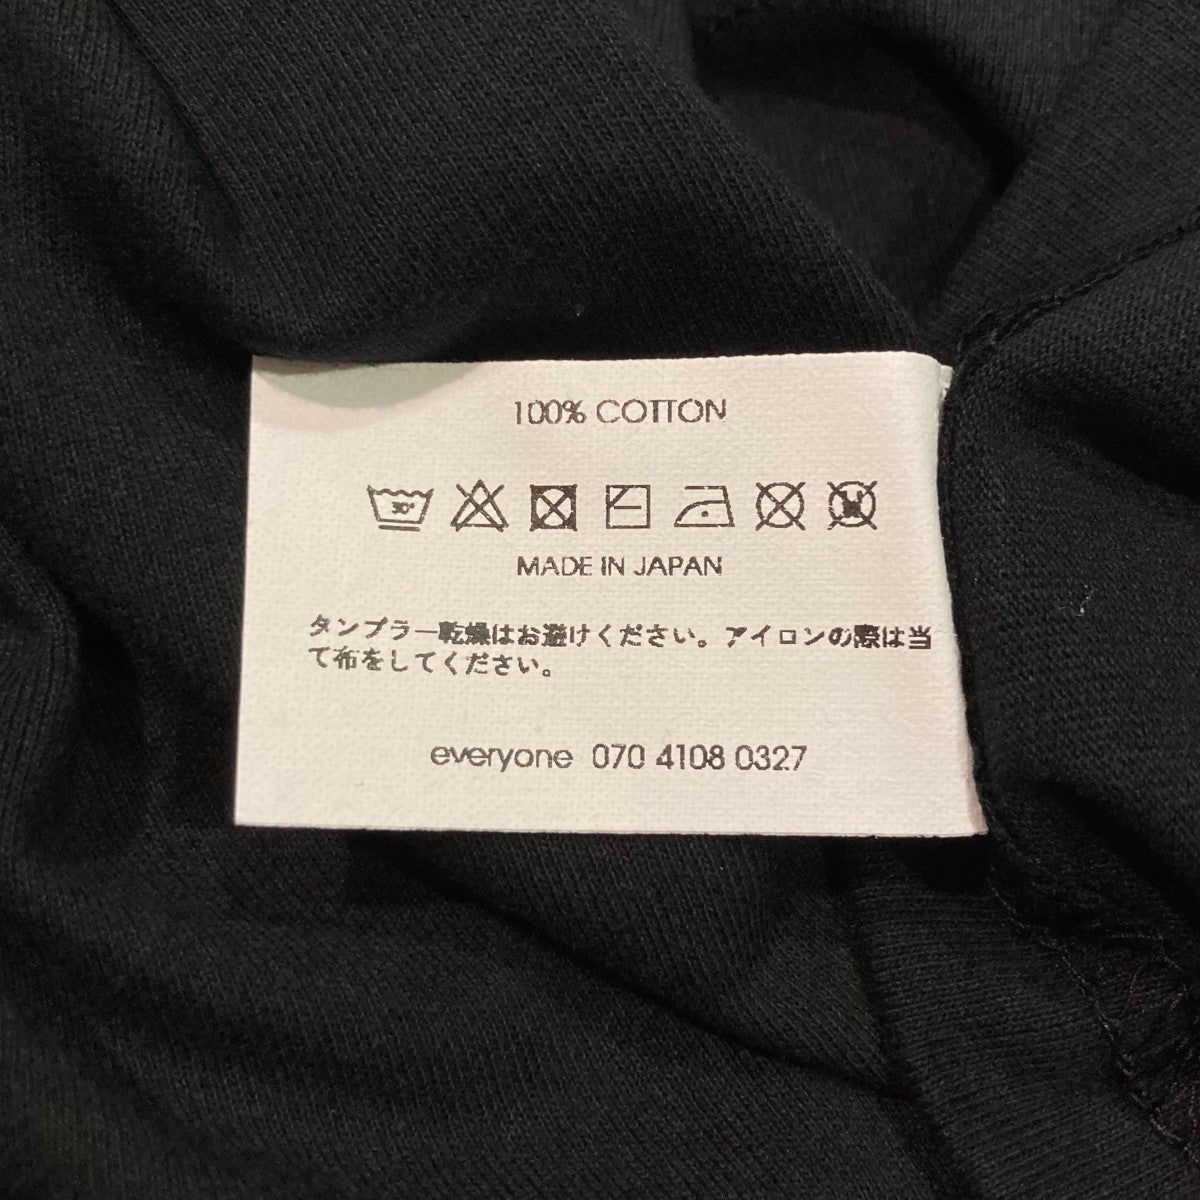 100% COTTON
30°
W
MADE IN JAPAN
タンブラー乾燥はお避けください。アイロンの際は当
て布をしてください。
everyone 070 4108 0327